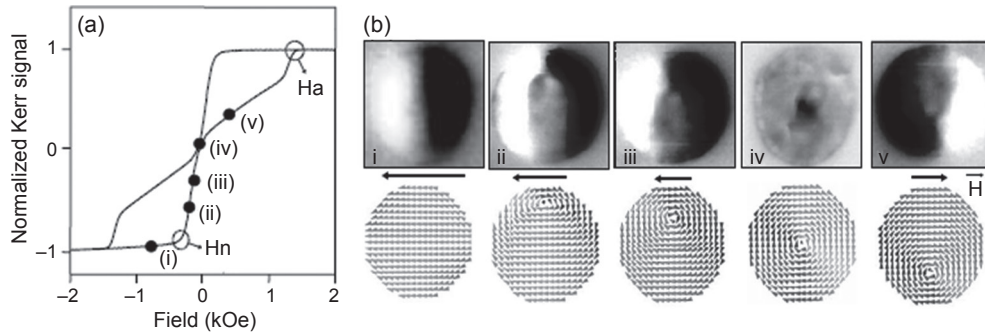 (a)
Normalized Kerr signal
1
0
−1
Ha
(v)
(iv)
(iii)
(ii)
Hn
(i)
−2
−1
0
1
2
Field (kOe)
(b)
i
ii
iii
iv
v
H